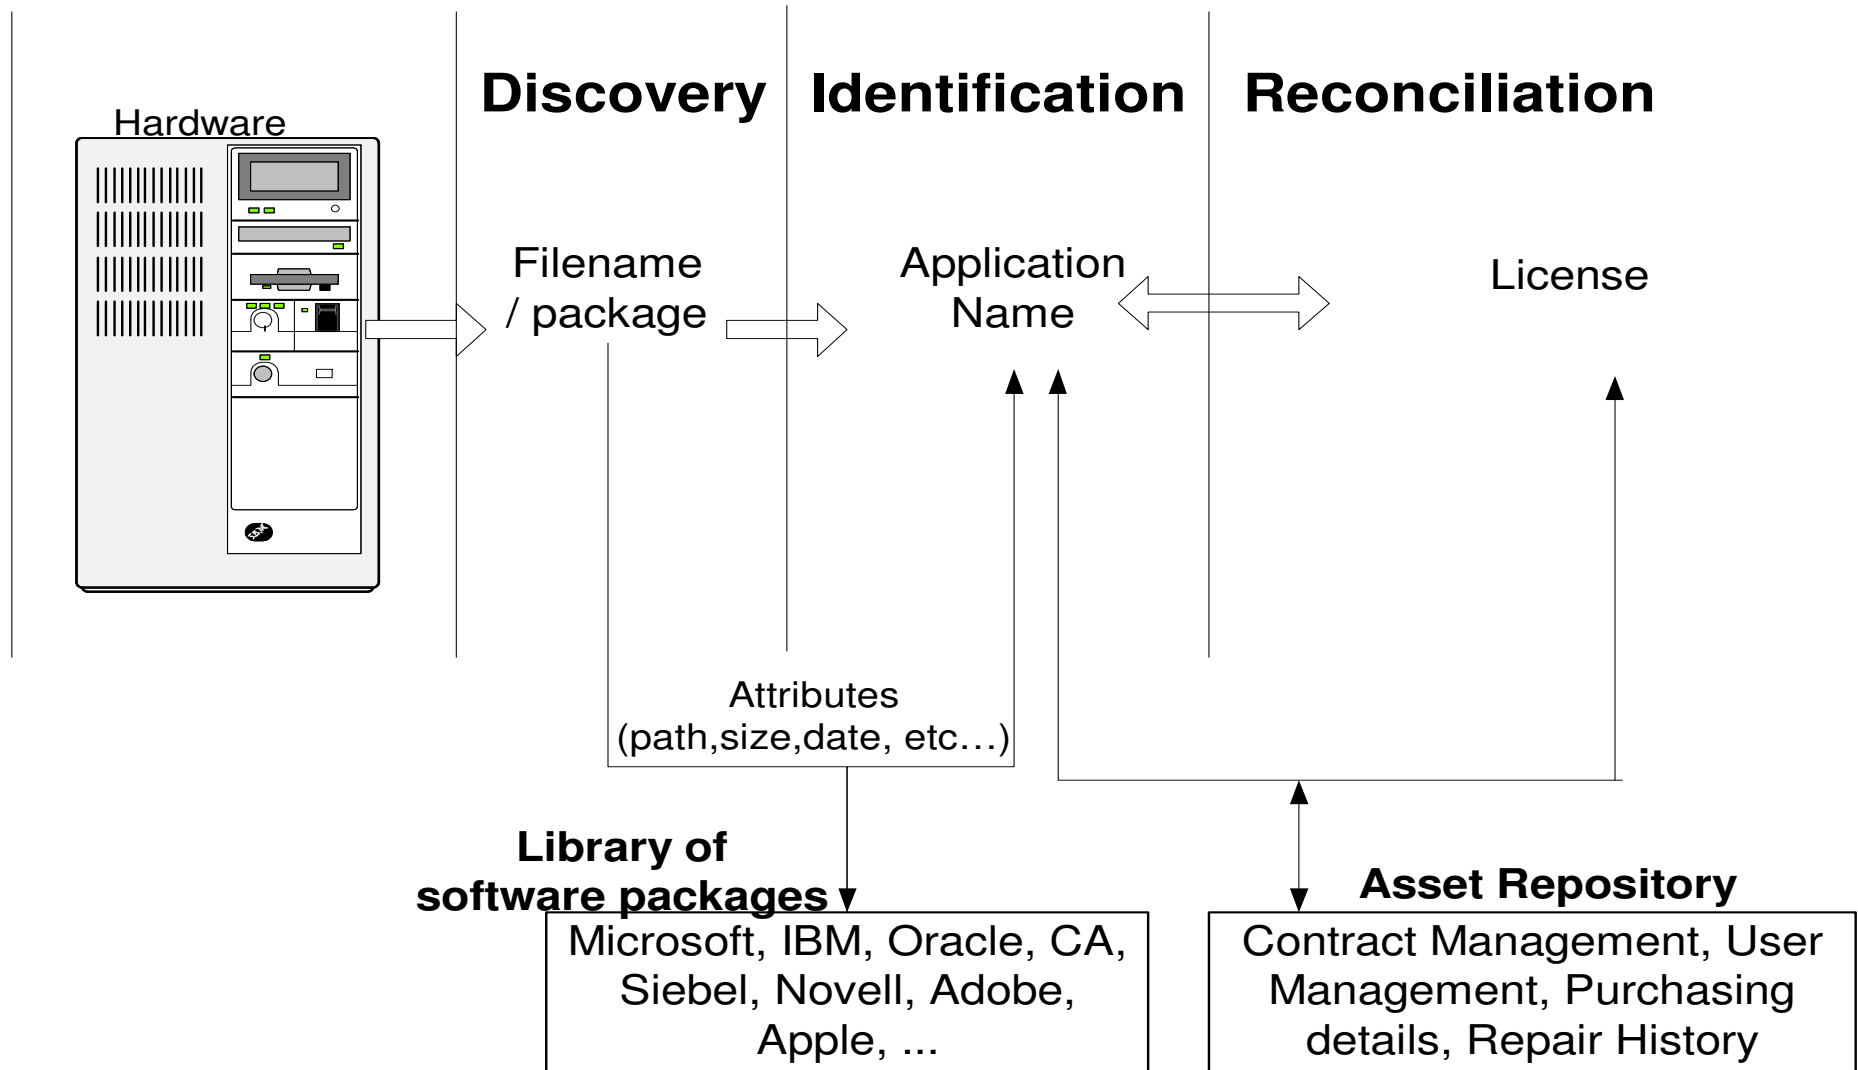 Discovery
Identification
Reconciliation
Hardware
Filename
/ package
Application
Name
License
Attributes
(path,size,date, etc…)
Library of
software packages
Microsoft, IBM, Oracle, CA,
Siebel, Novell, Adobe,
Apple, ...
Asset Repository
Contract Management, User
Management, Purchasing
details, Repair History